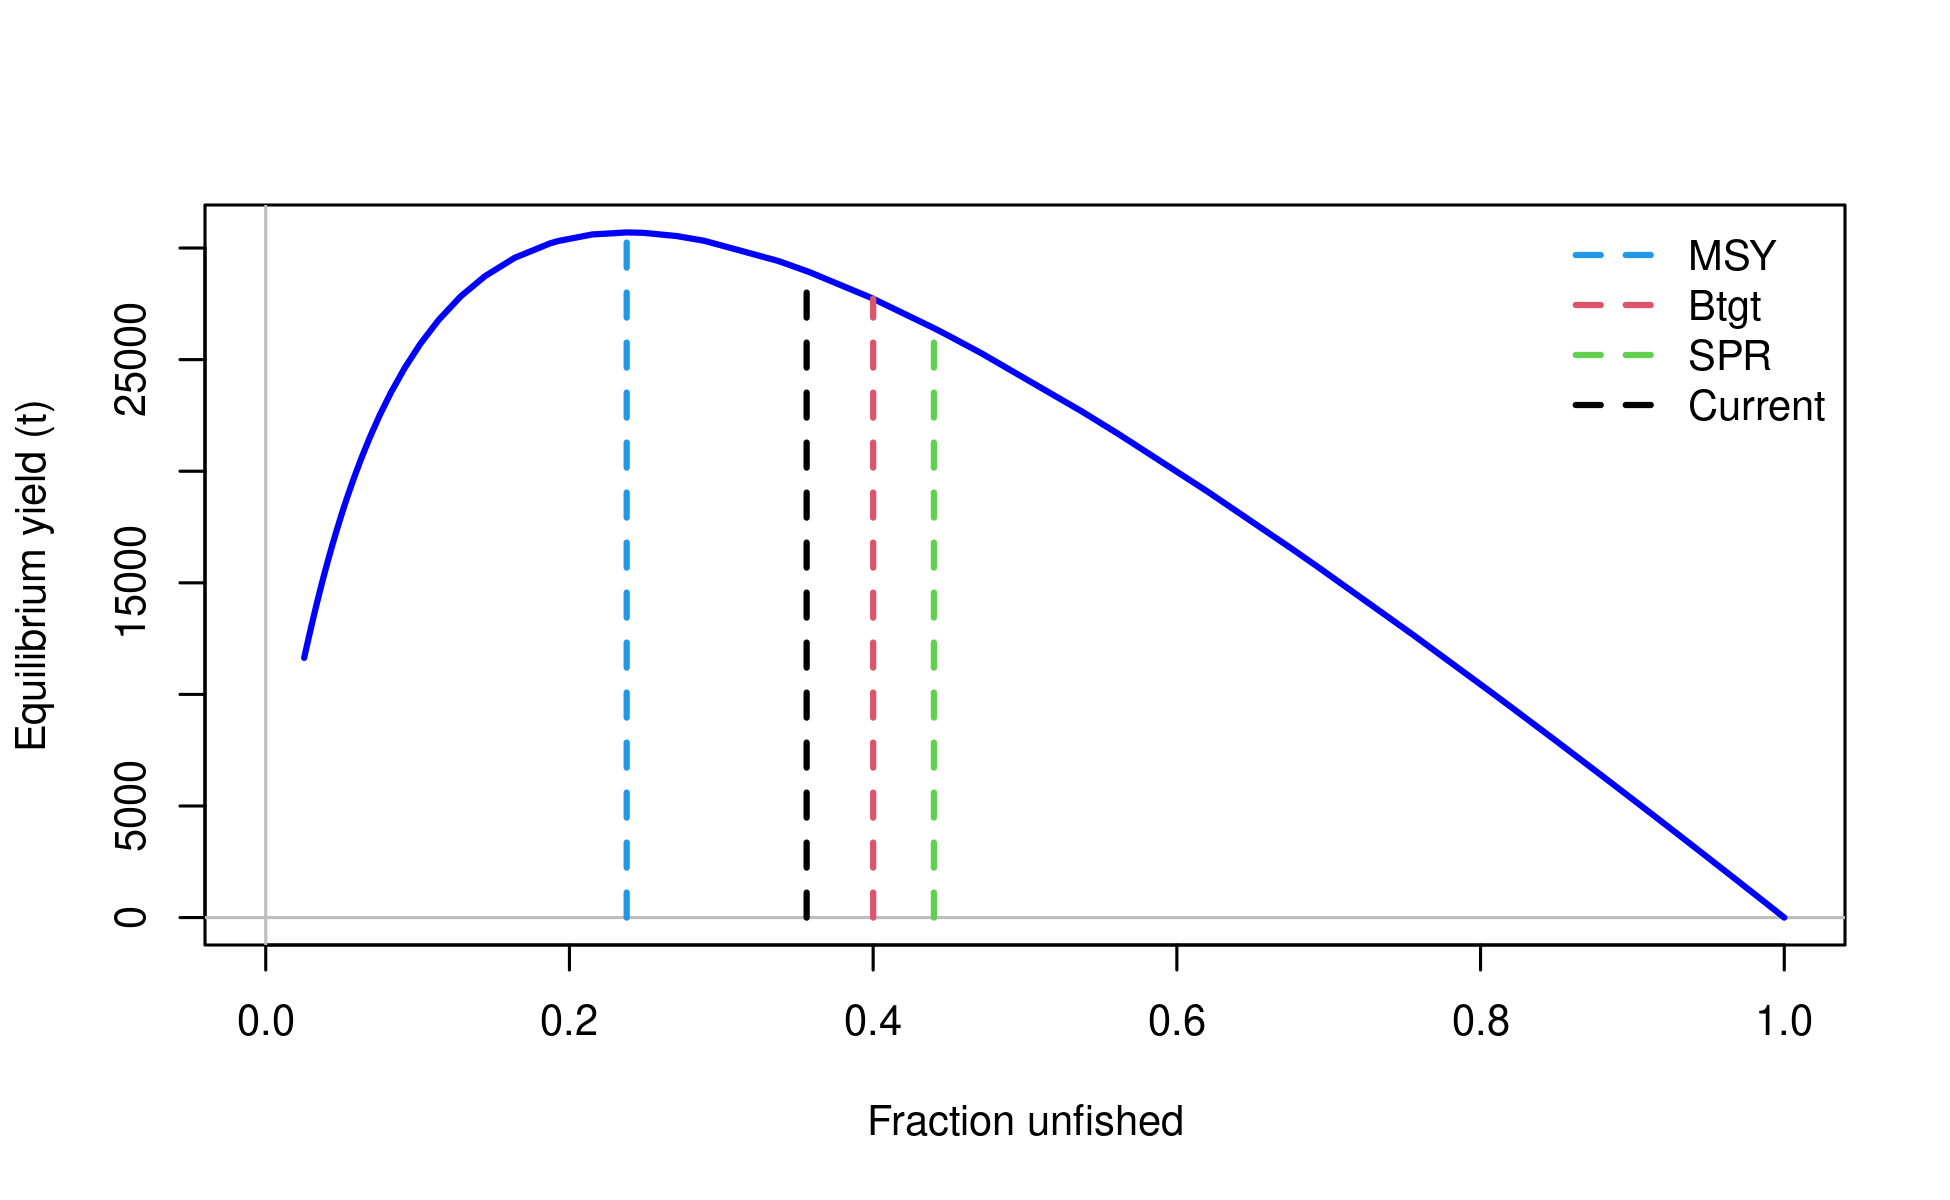 MSY
Btgt
SPR
Current
Equilibrium yield (t)
25000
15000
5000
0
0.0 0.2 0.4 0.6 0.8 1.0
Fraction unfished